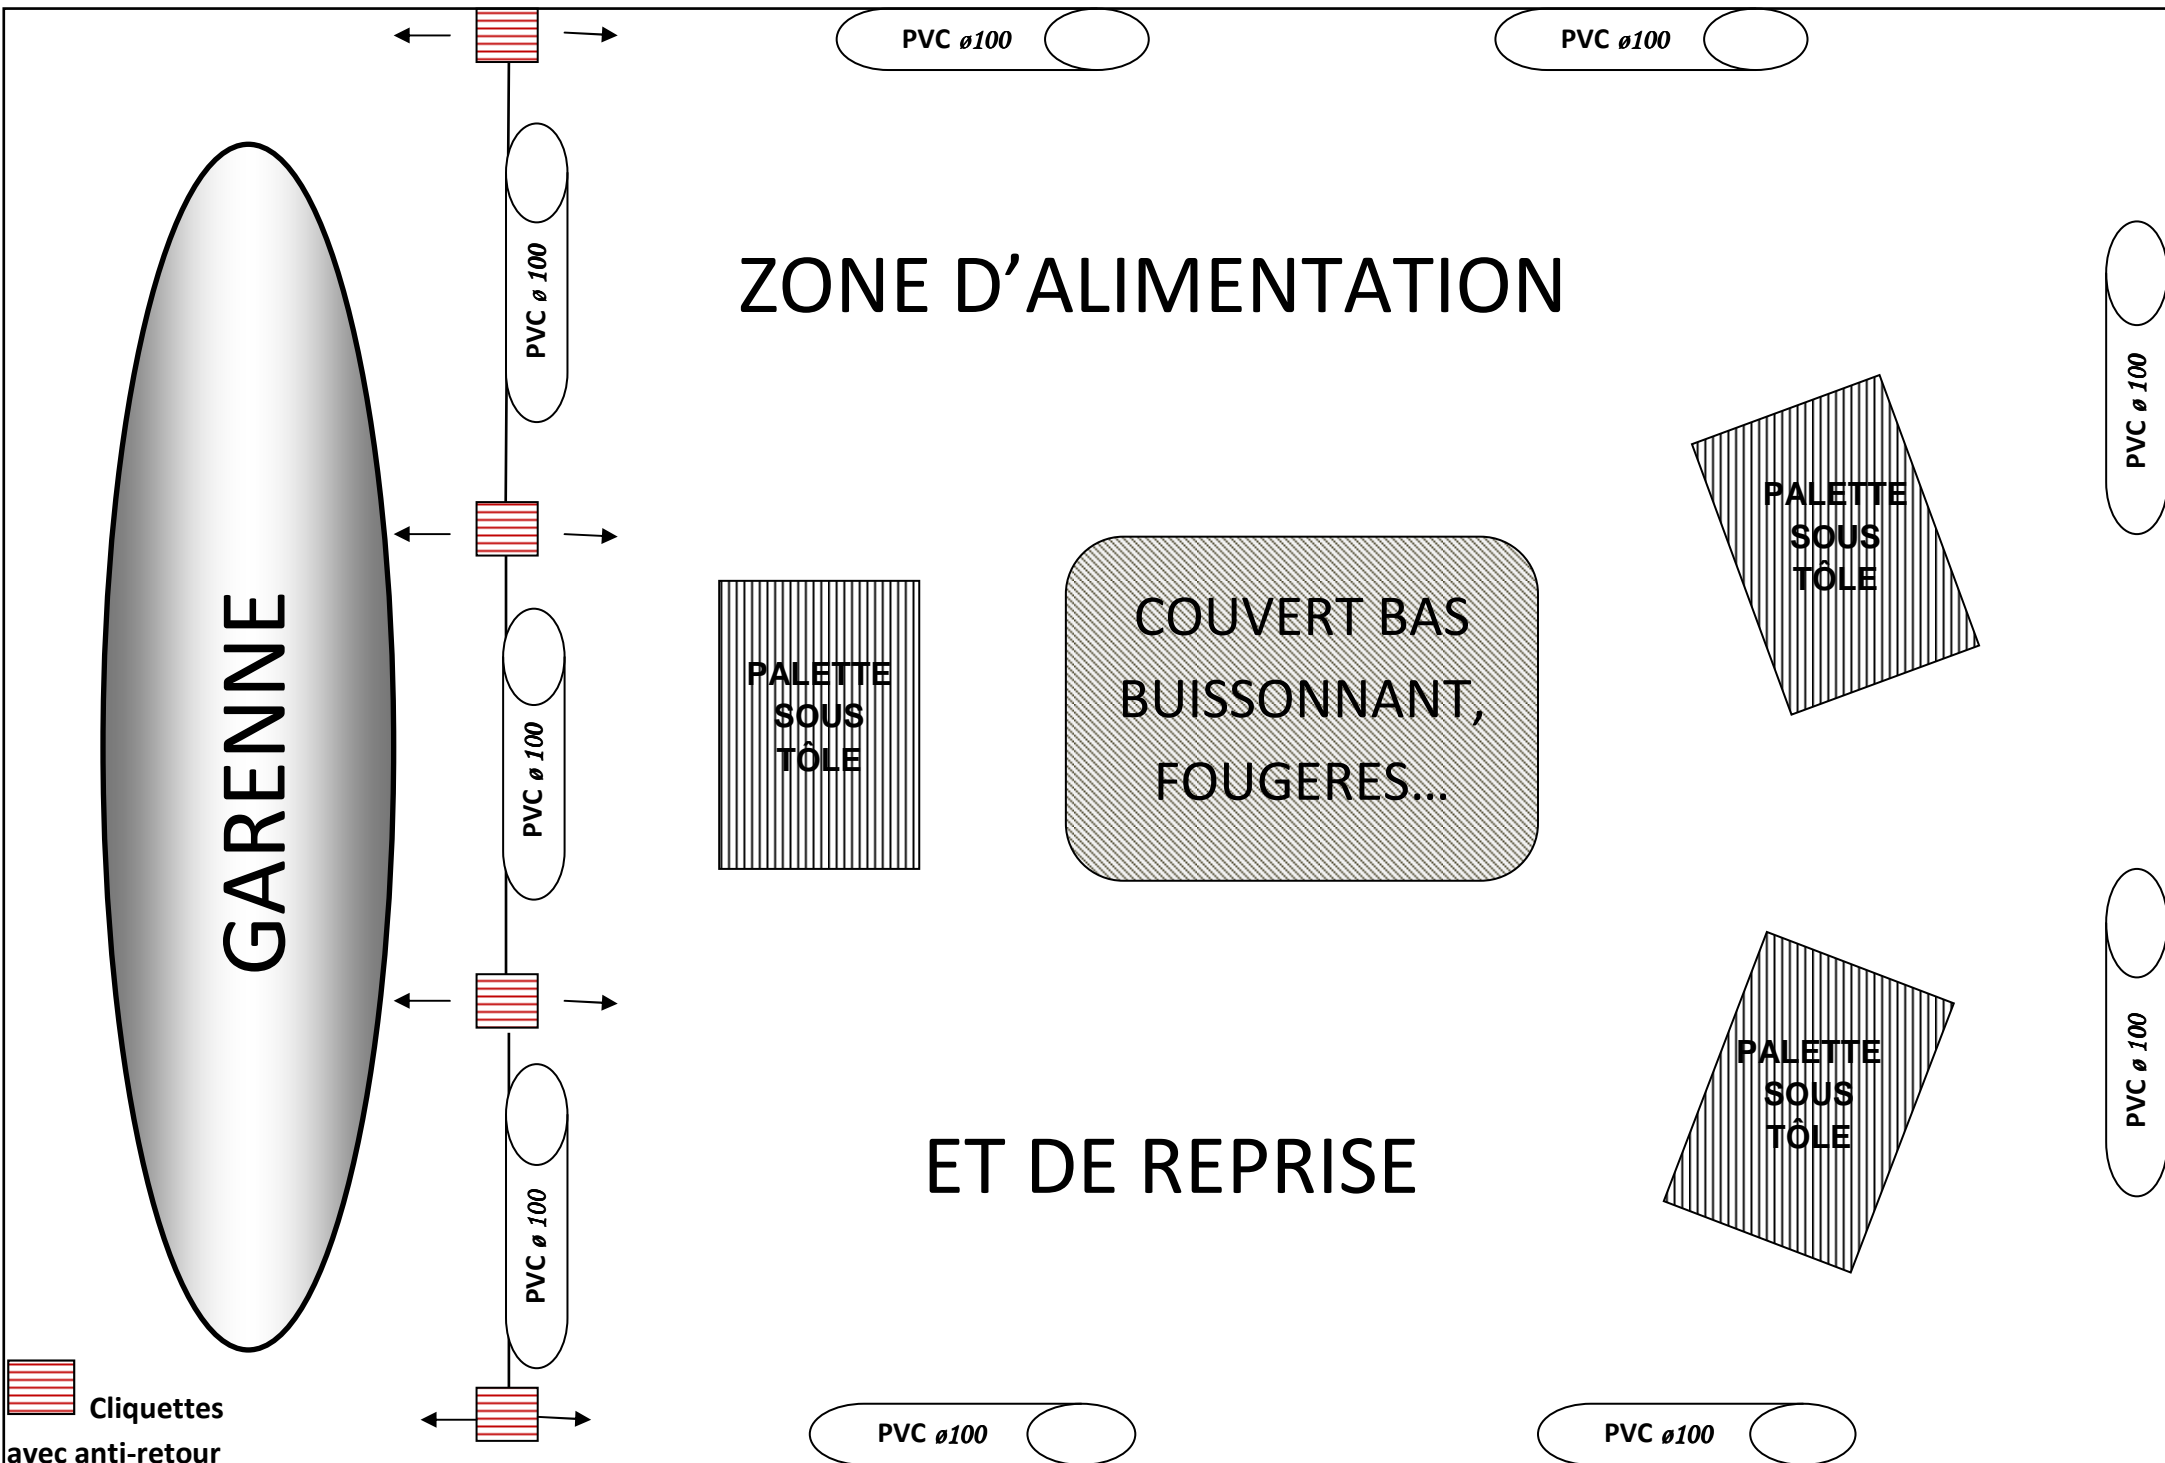 PVC ø100
PVC ø100
PVC ø 100
ZONE D’ALIMENTATION
PVC ø 100
PALETTE
SOUS
TÔLE
GARENNE
PVC ø 100
PALETTE
SOUS
TÔLE
COUVERT BAS
BUISSONNANT,
FOUGERES…
PVC ø 100
PALETTE
SOUS
TÔLE
ET DE REPRISE
PVC ø 100
Cliquettes
avec anti-retour
PVC ø100
PVC ø100